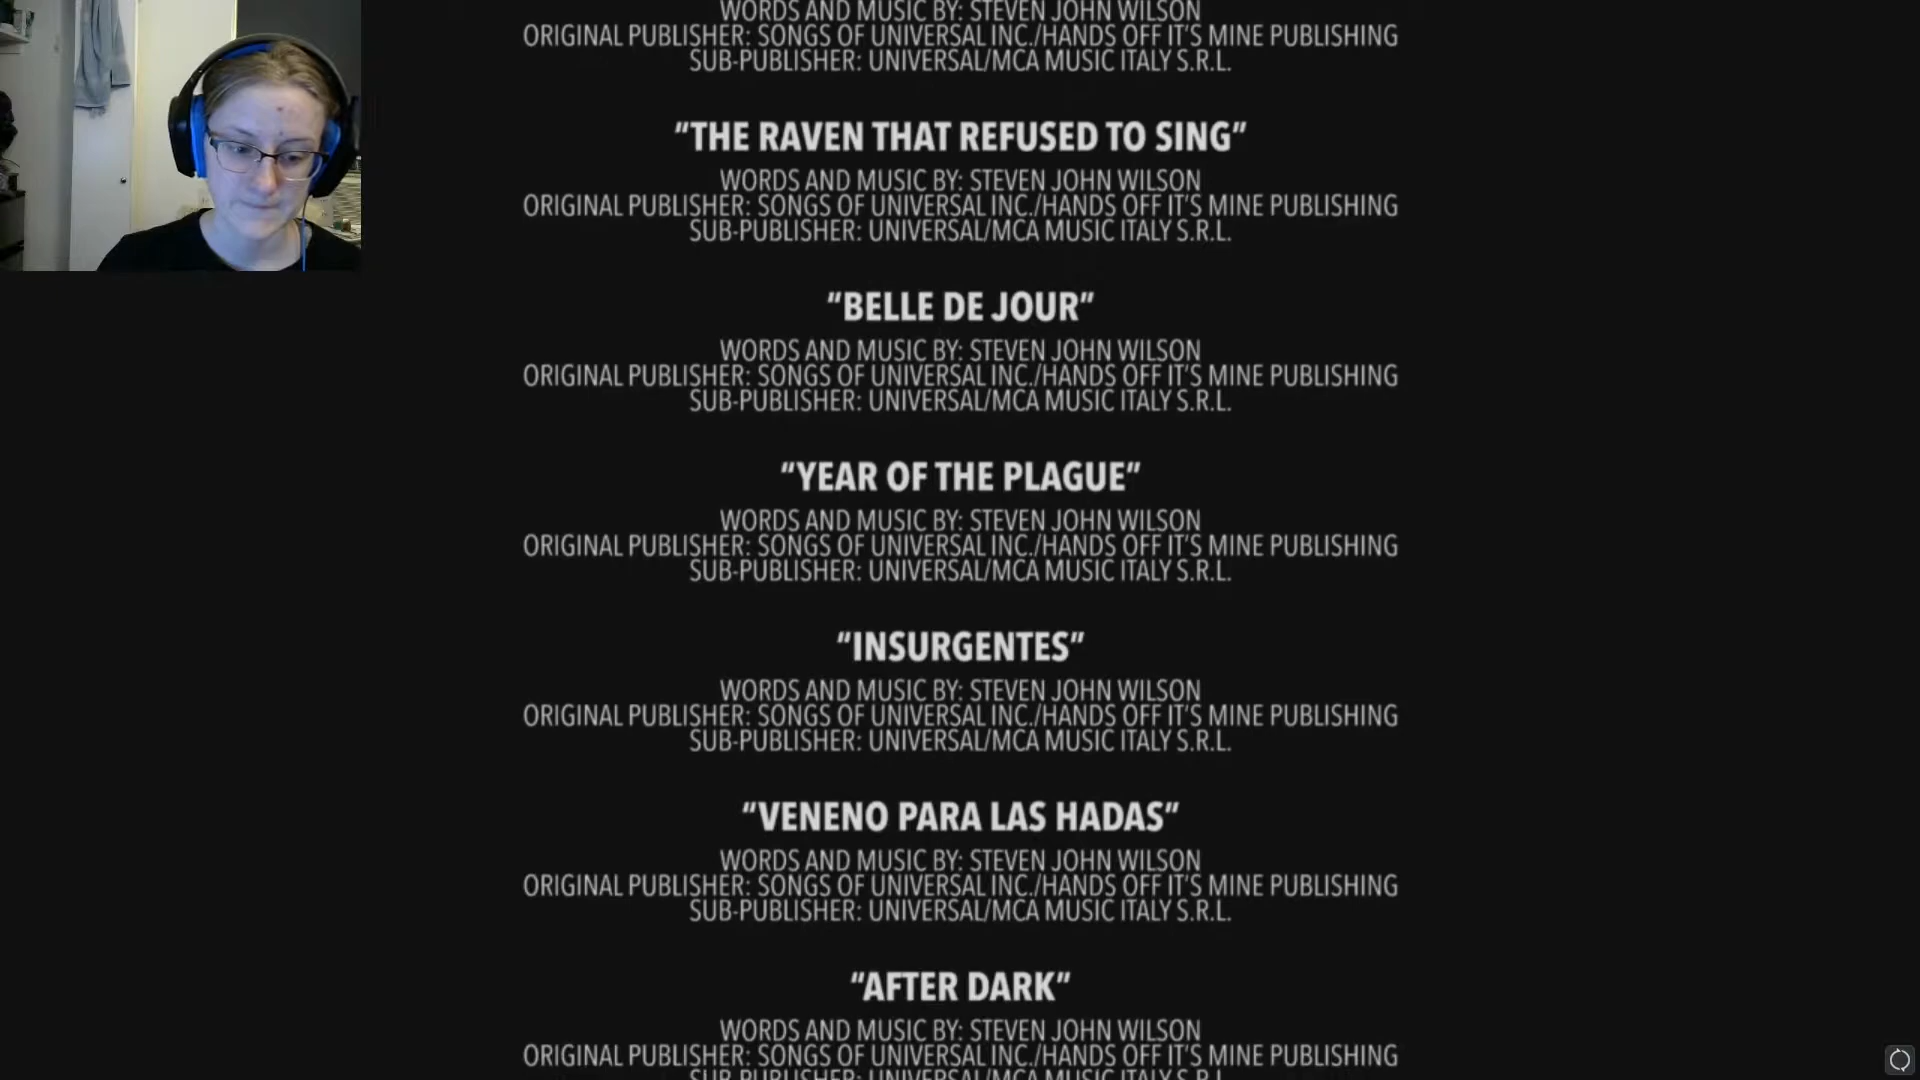 WORDS AND MUSIC BY: STEVEN JOHN WILSON
ORIGINAL PUBLISHER: SONGS OF UNIVERSAL INC./HANDS OFF IT'S MINE PUBLISHING
SUB-PUBLISHER: UNIVERSAL/MCA MUSIC ITALY S.R.L.
“THE RAVEN THAT REFUSED TO SING”
WORDS AND MUSIC BY: STEVEN JOHN WILSON
ORIGINAL PUBLISHER: SONGS OF UNIVERSAL INC./HANDS OFF IT'S MINE PUBLISHING
SUB-PUBLISHER: UNIVERSAL/MCA MUSIC ITALY S.R.L.
“BELLE DE JOUR”
WORDS AND MUSIC BY: STEVEN JOHN WILSON
ORIGINAL PUBLISHER: SONGS OF UNIVERSAL INC./HANDS OFF IT'S MINE PUBLISHING
SUB-PUBLISHER: UNIVERSAL/MCA MUSIC ITALY S.R.L.
“YEAR OF THE PLAGUE”
WORDS AND MUSIC BY: STEVEN JOHN WILSON
ORIGINAL PUBLISHER: SONGS OF UNIVERSAL INC./HANDS OFF IT'S MINE PUBLISHING
SUB-PUBLISHER: UNIVERSAL/MCA MUSIC ITALY S.R.L.
“INSURGENTES”
WORDS AND MUSIC BY: STEVEN JOHN WILSON
ORIGINAL PUBLISHER: SONGS OF UNIVERSAL INC./HANDS OFF IT'S MINE PUBLISHING
SUB-PUBLISHER: UNIVERSAL/MCA MUSIC ITALY S.R.L.
“VENENO PARA LAS HADAS”
WORDS AND MUSIC BY: STEVEN JOHN WILSON
ORIGINAL PUBLISHER: SONGS OF UNIVERSAL INC./HANDS OFF IT'S MINE PUBLISHING
SUB-PUBLISHER: UNIVERSAL/MCA MUSIC ITALY S.R.L.
“AFTER DARK”
WORDS AND MUSIC BY: STEVEN JOHN WILSON
ORIGINAL PUBLISHER: SONGS OF UNIVERSAL INC./HANDS OFF IT'S MINE PUBLISHING